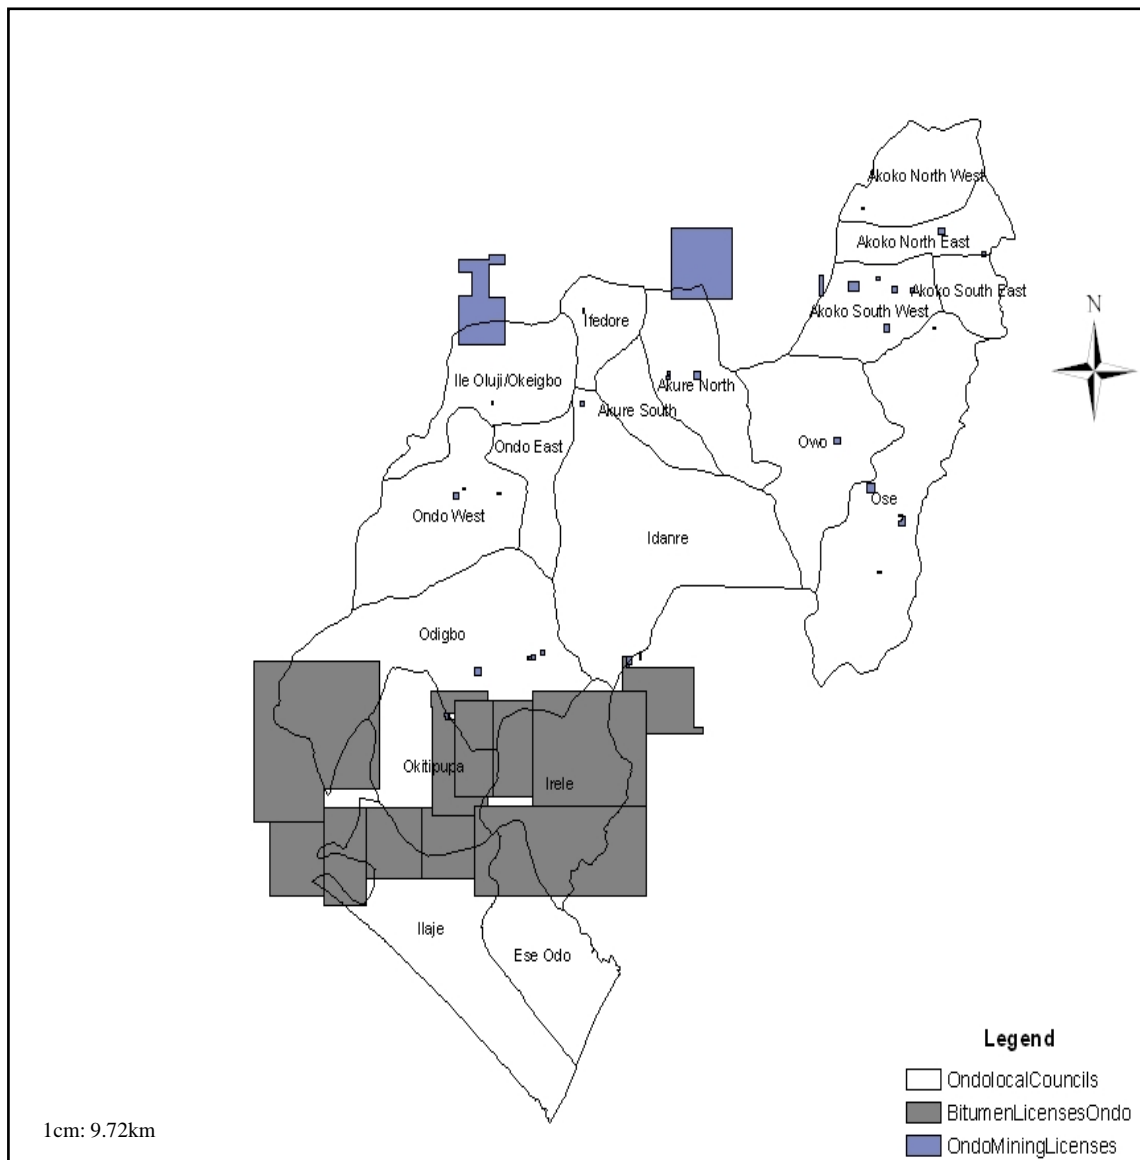 Akoko North West
Akoko North East
Akoko South East
Akoko South West
N
Ifedore
Ile Oluji/Okeigbo
Akure North
Akure South
Ondo East
Owo
Ose
Ondo West
Idanre
Odigbo
Okitipupa
Irele
Ilaje
Ese Odo
Legend
OndolocalCouncils
BitumenLicensesOndo
OndoMiningLicenses
1cm: 9.72km